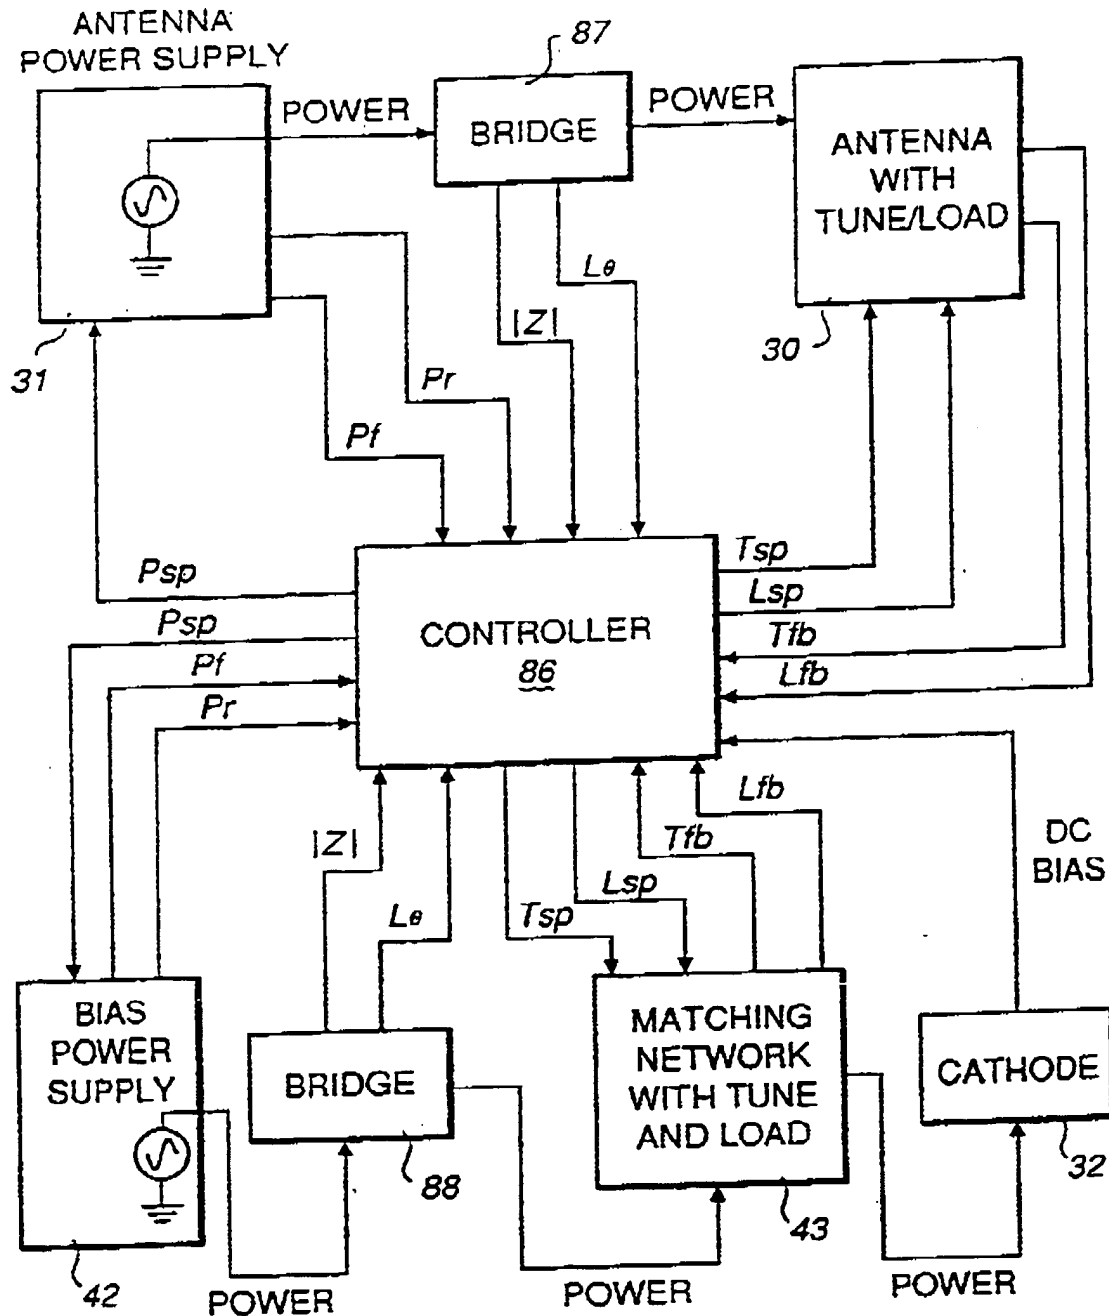 ANTENNA
POWER SUPPLY
87
POWER
BRIDGE
POWER
ANTENNA
WITH
TUNE/LOAD
Lθ
|Z|
31
30
Pr
Pf
Psp
Tsp
Lsp
Psp
CONTROLLER
Tfb
Pf
86
Lfb
Pr
Lfb
|Z|
Tfb
DC
BIAS
Lsp
Lθ
Tsp
BIAS
POWER
SUPPLY
MATCHING
NETWORK
WITH TUNE
AND LOAD
BRIDGE
CATHODE
88
32
43
42
POWER
POWER
POWER